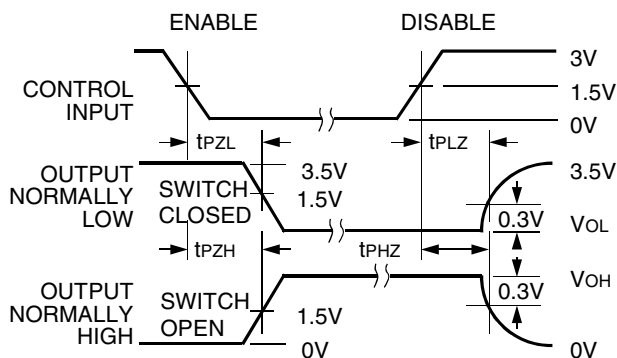 ENABLE
DISABLE
CONTROL
INPUT
3V
1.5V
0V
tPZL
tPLZ
OUTPUT
NORMALLY
LOW
SWITCH
CLOSED
3.5V
1.5V
3.5V
0.3V
VOL
tPZH
tPHZ
OUTPUT
NORMALLY
HIGH
SWITCH
OPEN
1.5V
0V
VOH
0.3V
0V